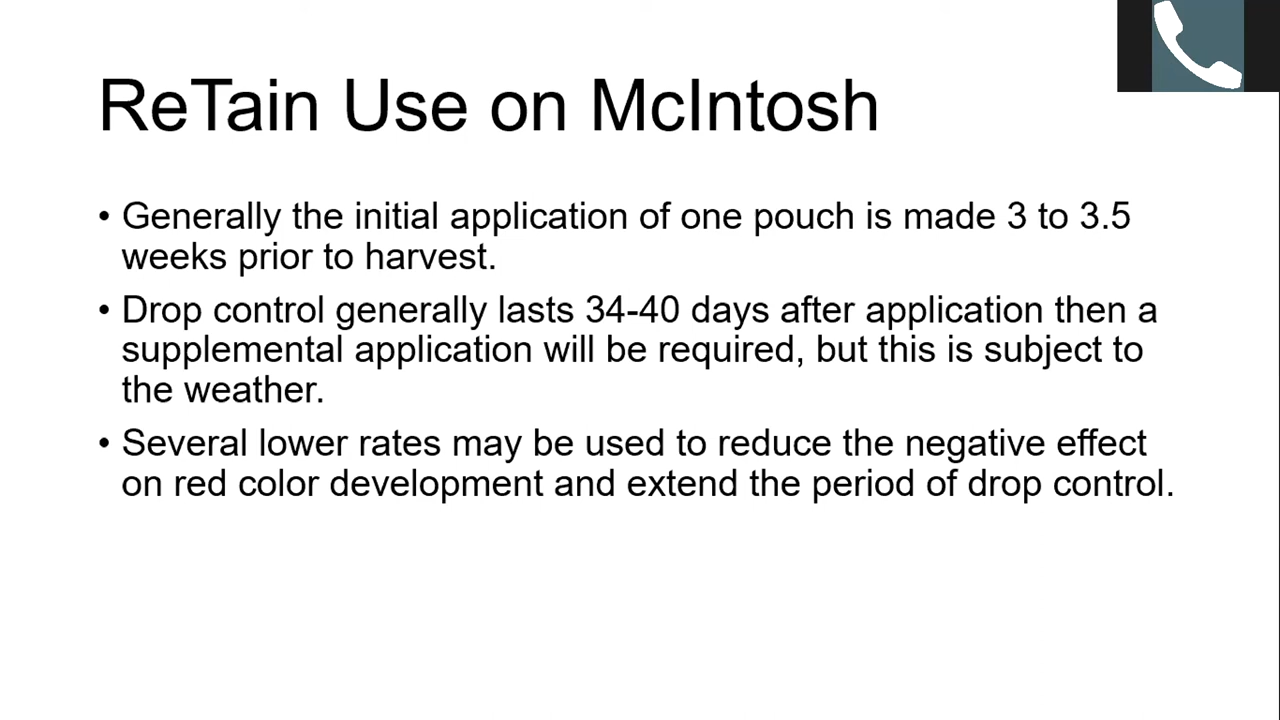 ReTain Use on McIntosh
• Generally the initial application of one pouch is made 3 to 3.5
weeks prior to harvest.
• Drop control generally lasts 34-40 days after application then a
supplemental application will be required, but this is subject to
the weather.
• Several lower rates may be used to reduce the negative effect
on red color development and extend the period of drop control.